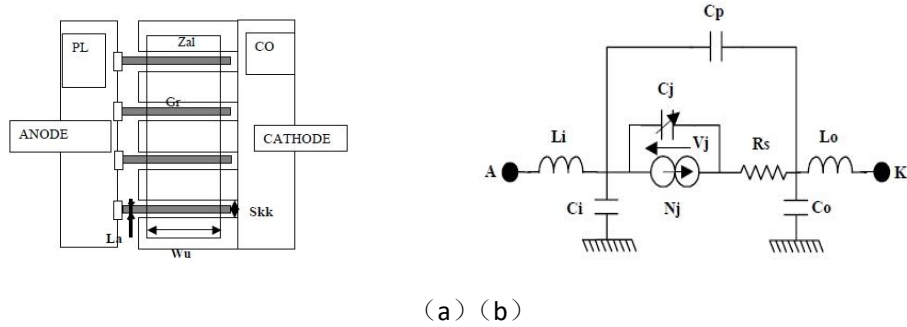 PL
Zal
CO
Gr
ANODE
CATHODE
Skk
La
Wu
Cp
Cj
Vj
Li
Rs
Lo
A
K
Ci
Nj
Co
(a) (b)